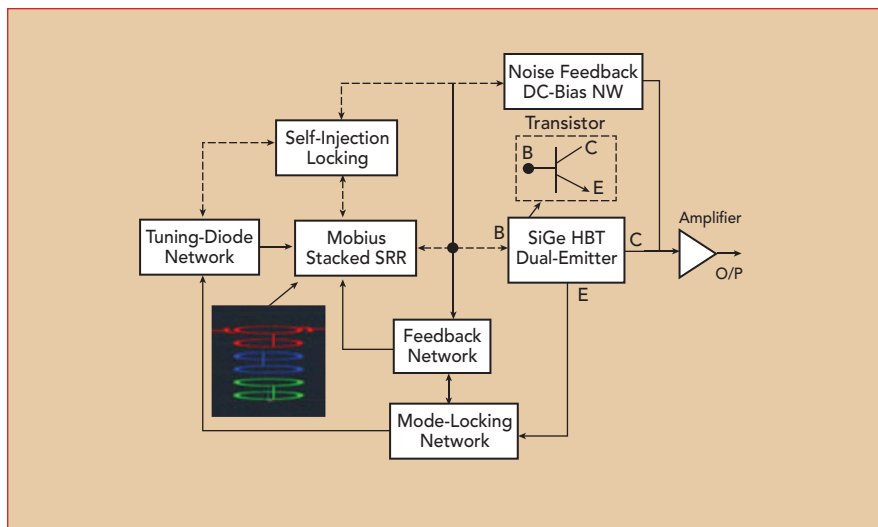 Noise Feedback
DC-Bias NW
Transistor
B
C
E
Self-Injection
Locking
Amplifier
Tuning-Diode
Network
Mobius
Stacked SRR
B
SiGe HBT
Dual-Emitter
C
O/P
E
Feedback
Network
Mode-Locking
Network